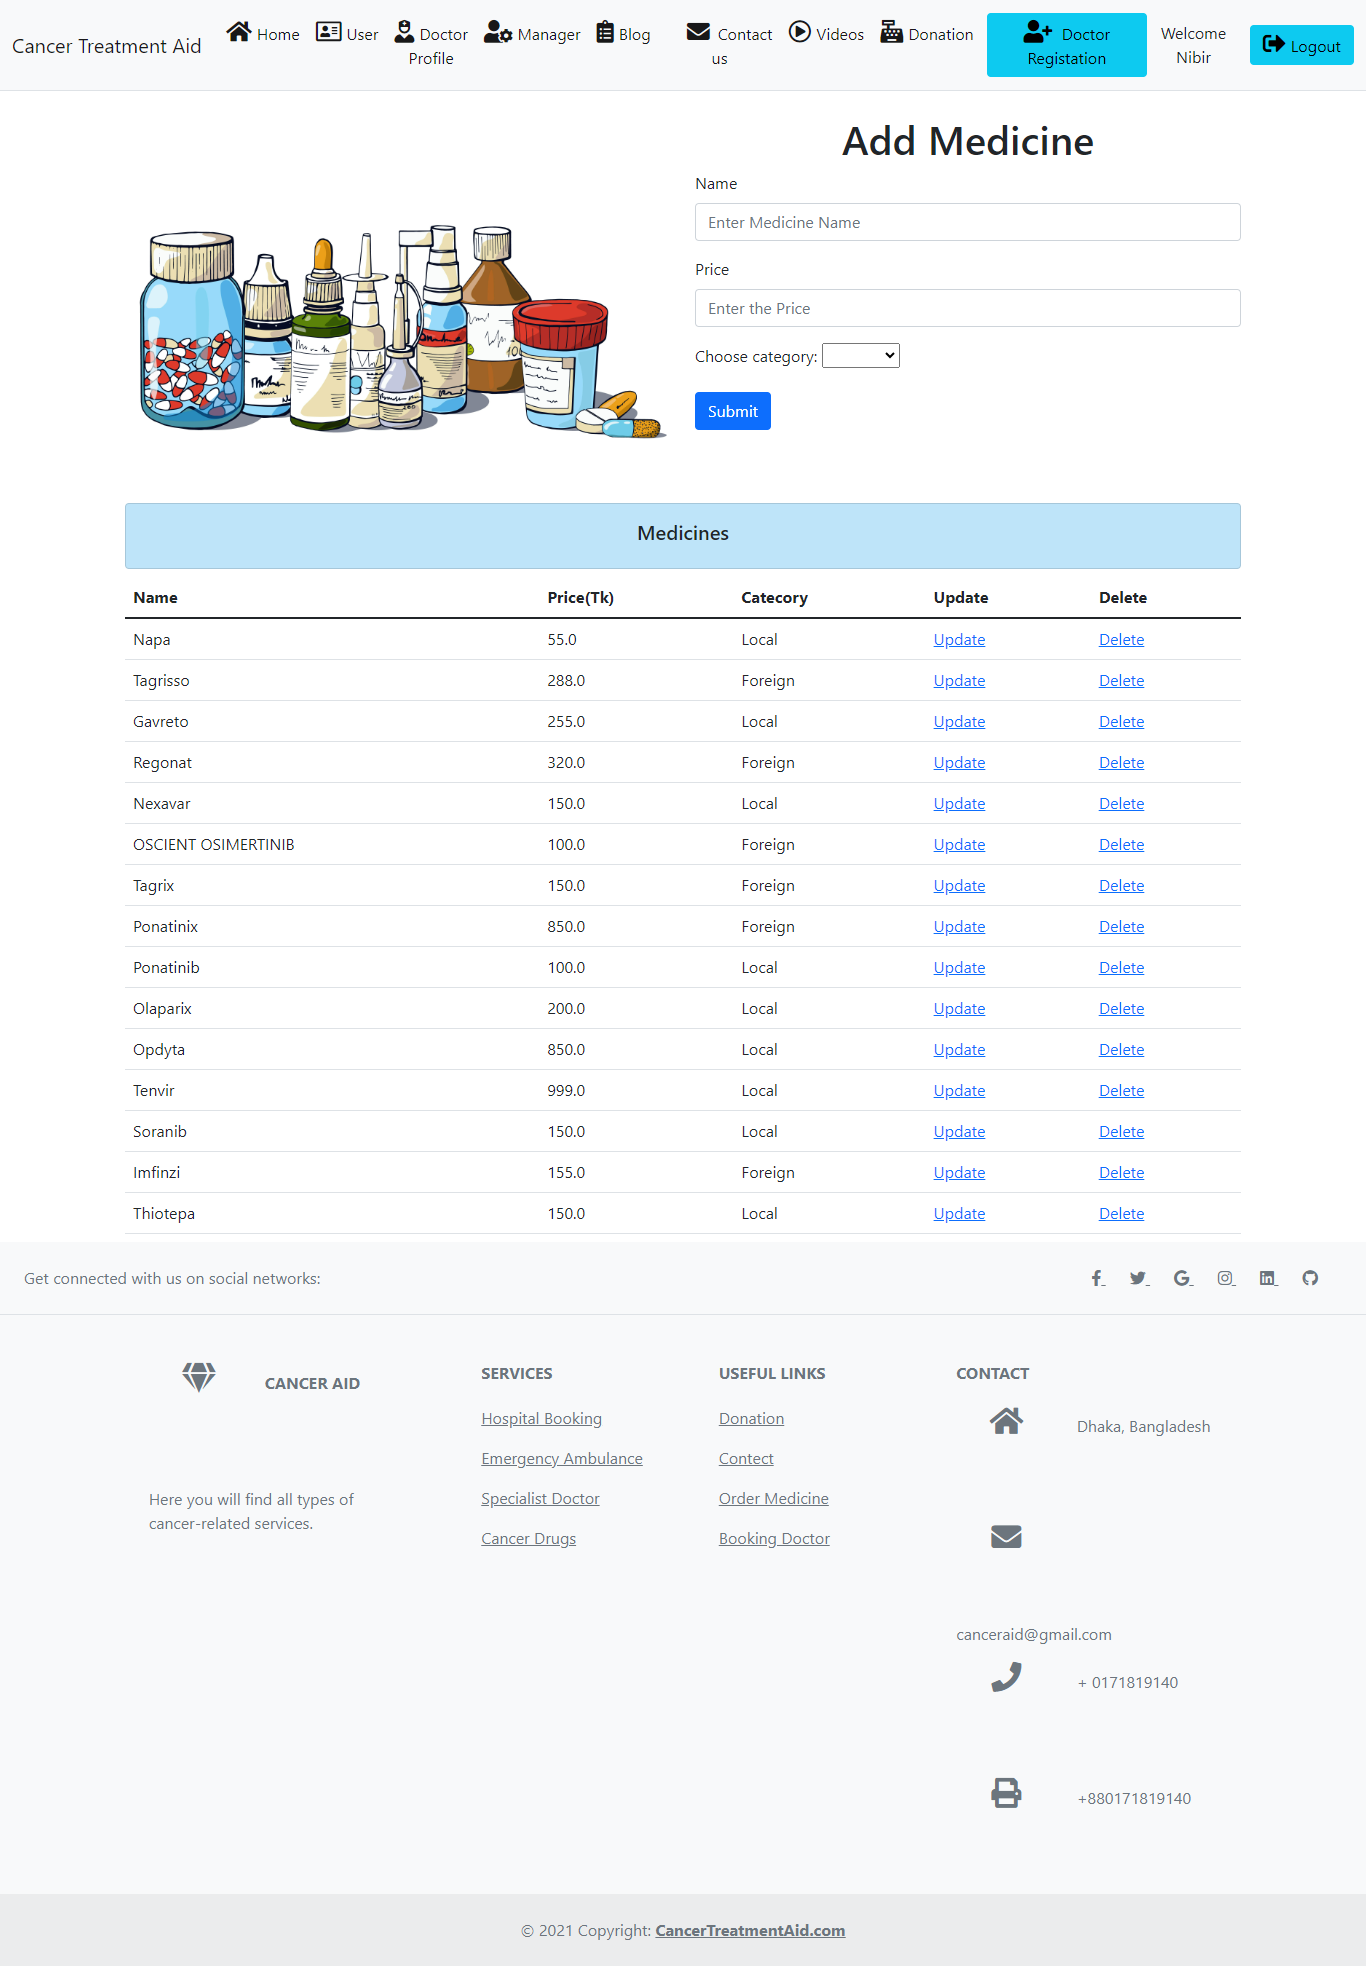 Cancer Treatment Aid
Home
User
Doctor
Profile
Manager
Blog
Contact
us
Videos
Donation
Doctor
Registation
Welcome
Nibir
Logout
Add Medicine
Name
Enter Medicine Name
Price
Enter the Price
Choose category:
Submit
Medicines
Name Price(Tk) Catecory Update Delete
Napa 55.0 Local Update Delete
Tagrisso 288.0 Foreign Update Delete
Gavreto 255.0 Local Update Delete
Regonat 320.0 Foreign Update Delete
Nexavar 150.0 Local Update Delete
OSCIENT OSIMERTINIB 100.0 Foreign Update Delete
Tagrix 150.0 Foreign Update Delete
Ponatinix 850.0 Foreign Update Delete
Ponatinib 100.0 Local Update Delete
Olaparix 200.0 Local Update Delete
Opdyta 850.0 Local Update Delete
Tenvir 999.0 Local Update Delete
Soranib 150.0 Local Update Delete
Imfinzi 155.0 Foreign Update Delete
Thiotepa 150.0 Local Update Delete
Get connected with us on social networks:
CANCER AID
Here you will find all types of
cancer-related services.
SERVICES
Hospital Booking
Emergency Ambulance
Specialist Doctor
Cancer Drugs
USEFUL LINKS
Donation
Contect
Order Medicine
Booking Doctor
CONTACT
Dhaka, Bangladesh
canceraid@gmail.com
+ 0171819140
+880171819140
© 2021 Copyright: CancerTreatmentAid.com